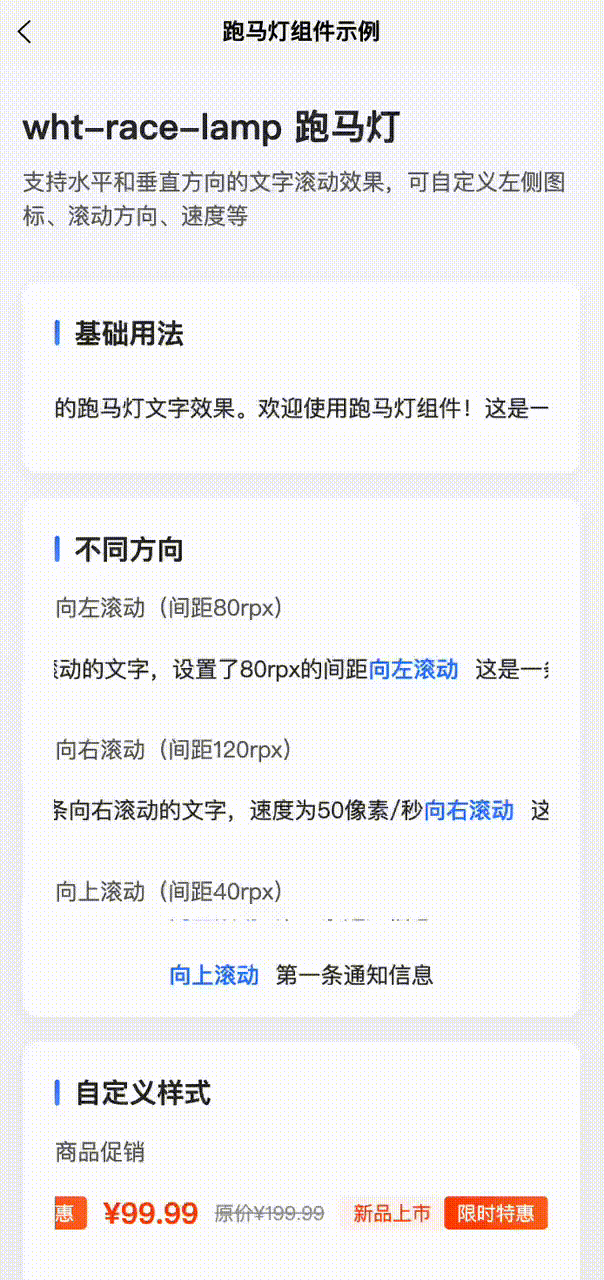 跑马灯组件示例
wht-race-lamp 跑马灯
支持水平和垂直方向的文字滚动效果，可自定义左侧图
标、滚动方向、速度等
基础用法
的跑马灯文字效果。欢迎使用跑马灯组件！这是一
不同方向
向左滚动（间距80rpx）
动的文字，设置了80rpx的间距向左滚动 这是一
向右滚动（间距120rpx）
条向右滚动的文字，速度为50像素/秒向右滚动 这
向上滚动（间距40rpx）
向上滚动 第一条通知信息
自定义样式
商品促销
惠 ¥99.99 原价¥199.99 新品上市 限时特惠